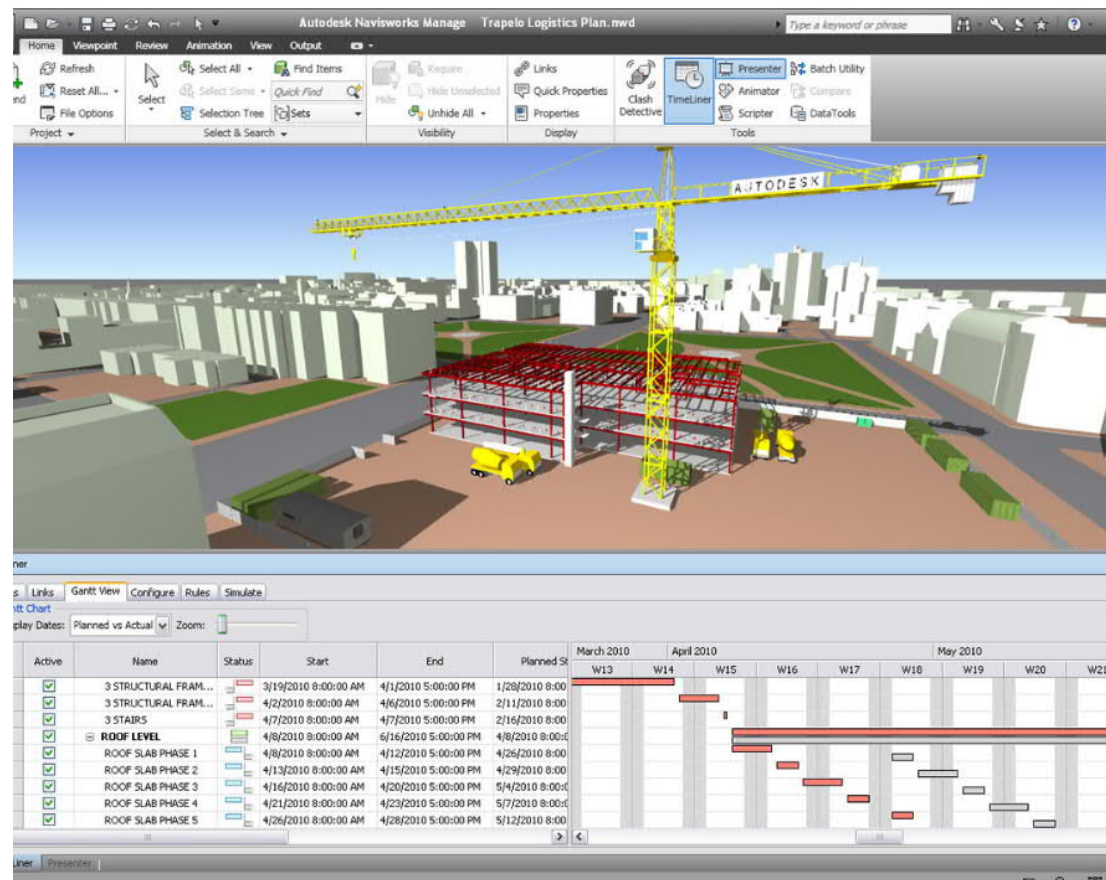 Autodesk Navisworks Manage Trapelo Logistics Plan.nwd
Type a keyword or phrase
Home Viewpoint Review Animation View Output
Refresh
Reset All...
File Options
Project
Select
Select All
Select Same
Selection Tree
Find Items
Quick Find
Sets
Select & Search
Hide
Require
Hide Unselected
Unhide All
Visibility
Links
Quick Properties
Properties
Display
Clash Detective
TimeLiner
Presenter
Animator
Scripter
Batch Utility
Compare
DataTools
Tools
AUTODESK
Links Gantt View Configure Rules Simulate
Chart
Display Dates: Planned vs Actual Zoom:
Active Name Status Start End Planned St
March 2010 April 2010 May 2010
W13 W14 W15 W16 W17 W18 W19 W20 W21
3 STRUCTURAL FRAM... 3/19/2010 8:00:00 AM 4/1/2010 5:00:00 PM 1/28/2010 8:00
3 STRUCTURAL FRAM... 4/2/2010 8:00:00 AM 4/6/2010 5:00:00 PM 2/11/2010 8:00
3 STAIRS 4/7/2010 8:00:00 AM 4/7/2010 5:00:00 PM 2/16/2010 8:00
ROOF LEVEL 4/8/2010 8:00:00 AM 6/16/2010 5:00:00 PM 4/8/2010 8:00:0
ROOF SLAB PHASE 1 4/8/2010 8:00:00 AM 4/12/2010 5:00:00 PM 4/26/2010 8:00
ROOF SLAB PHASE 2 4/13/2010 8:00:00 AM 4/15/2010 5:00:00 PM 4/29/2010 8:00
ROOF SLAB PHASE 3 4/16/2010 8:00:00 AM 4/20/2010 5:00:00 PM 5/4/2010 8:00:0
ROOF SLAB PHASE 4 4/21/2010 8:00:00 AM 4/23/2010 5:00:00 PM 5/7/2010 8:00:0
ROOF SLAB PHASE 5 4/26/2010 8:00:00 AM 4/28/2010 5:00:00 PM 5/12/2010 8:00
Presenter